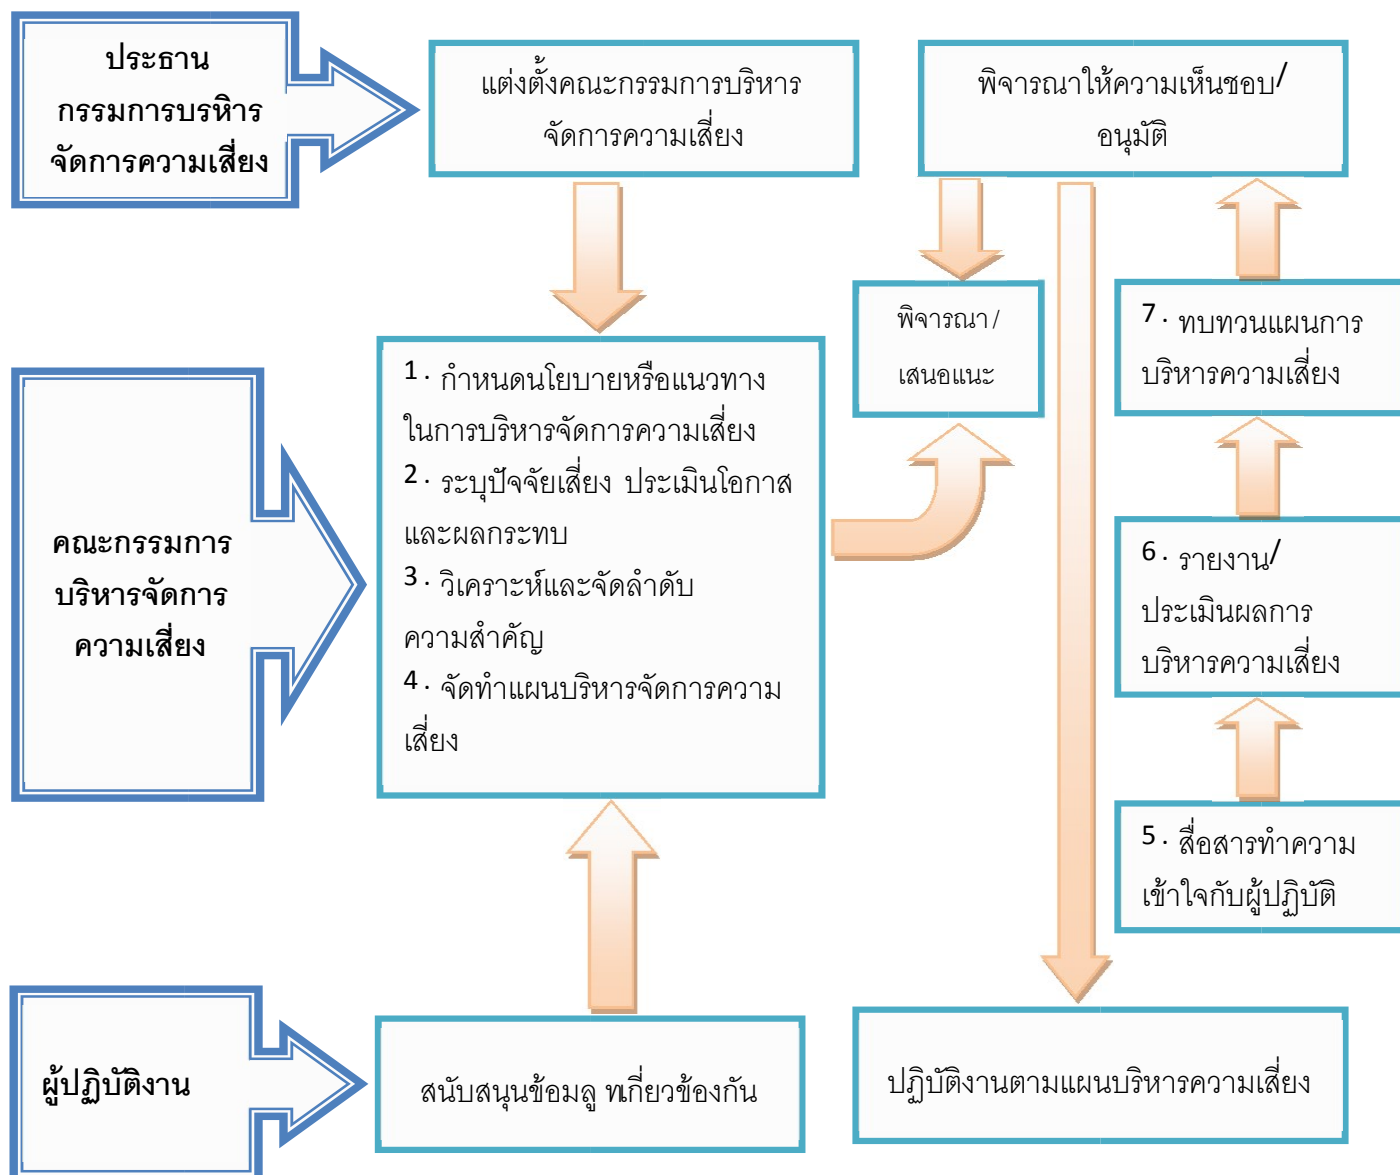 ประธาน
กรรมการบรหิาร
จัดการความเสี่ยง
แต่งตั้งคณะกรรมการบริหาร
จัดการความเสี่ยง
พิจารณาให้ความเห็นชอบ/
อนุมัติ
พิจารณา/
เสนอแนะ
7. ทบทวนแผนการ
บริหารความเสี่ยง
คณะกรรมการ
บริหารจัดการ
ความเสี่ยง
1. กำหนดนโยบายหรือแนวทาง
ในการบริหารจัดการความเสี่ยง
2. ระบุปัจจัยเสี่ยง ประเมินโอกาส
และผลกระทบ
3. วิเคราะห์และจัดลำดับ
ความสำคัญ
4. จัดทำแผนบริหารจัดการความ
เสี่ยง
6. รายงาน/
ประเมินผลการ
บริหารความเสี่ยง
5. สื่อสารทำความ
เข้าใจกับผู้ปฏิบัติ
ผู้ปฏิบัติงาน
สนับสนุนข้อมลู ทเกี่ยวข้องกัน
ปฏิบัติงานตามแผนบริหารความเสี่ยง